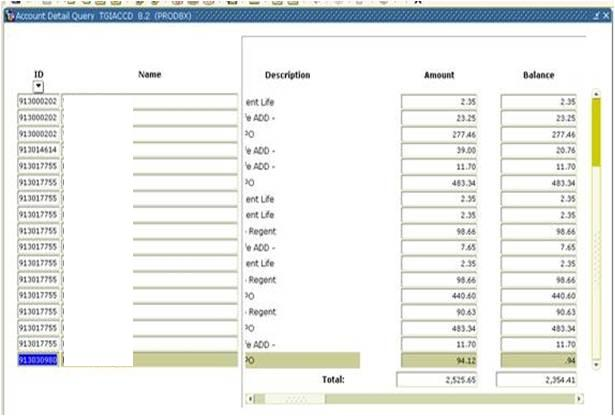 Account Detail Query TGIACCD 8.2 (PRODBX)
ID Name Description Amount Balance
913000202 ent Life 2.35 2.35
913000202 'e ADD - 23.25 23.25
913000202 PO 277.46 277.46
913014614 'e ADD - 39.00 20.76
913017755 'e ADD - 11.70 11.70
913017755 PO 483.34 483.34
913017755 ent Life 2.35 2.35
913017755 ent Life 2.35 2.35
913017755 - Regent 98.66 98.66
913017755 'e ADD - 7.65 7.65
913017755 ent Life 2.35 2.35
913017755 - Regent 98.66 98.66
913017755 PO 440.60 440.60
913017755 - Regent 90.63 90.63
913017755 PO 483.34 483.34
913017755 'e ADD - 11.70 11.70
913030980 PO 94.12 .94
Total: 2,525.65 2,354.41